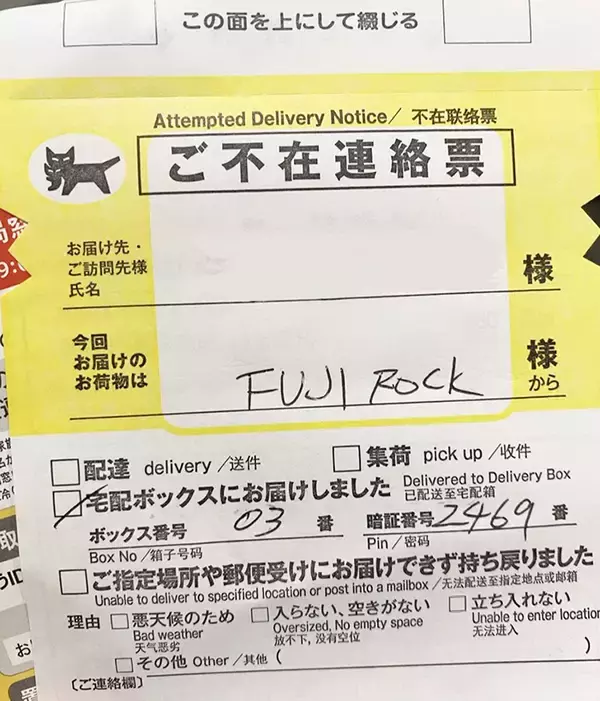 この面を上にして綴じる
Attempted Delivery Notice/ 不在联络票
ご不在連絡票
お届け先・
ご訪問先様
氏名
様
今回
お届けの
お荷物は
FUJI ROCK
様
から
配達 delivery /送件
集荷 pick up /收件
宅配ボックスにお届けしました Delivered to Delivery Box
已配送至宅配箱
ボックス番号 03 番 暗証番号 2469 番
Box No /箱子号码 Pin /密码
ご指定場所や郵便受けにお届けできず持ち戻りました
Unable to deliver to specified location or post into a mailbox /无法配送至指定地点或邮箱
理由 悪天候のため 入らない、空きがない 立ち入れない
Bad weather Oversized, No empty space Unable to enter location
天气恶劣 放不下, 没有空位 无法进入
その他 Other /其他 ( )
〔ご連絡欄〕